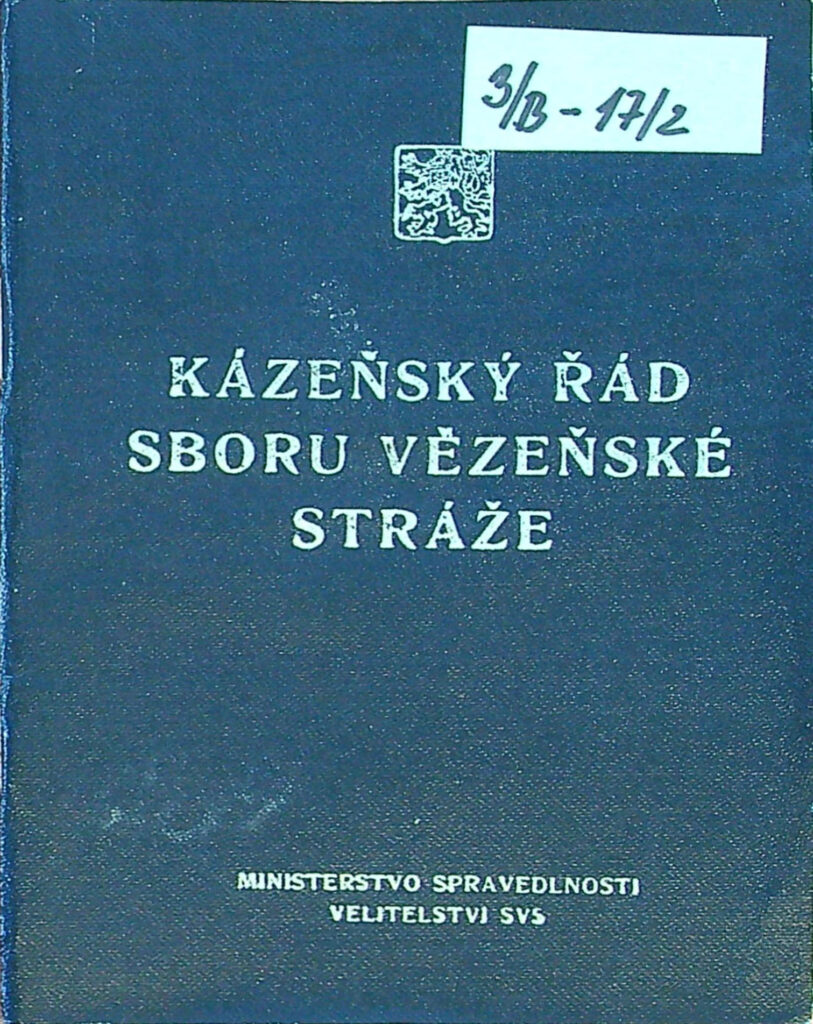 3/B - 17/2
KÁZEŇSKÝ ŘÁD
SBORU VĚZEŇSKÉ
STRÁŽE
MINISTERSTVO SPRAVEDLNOSTI
VELITELSTVÍ SVS